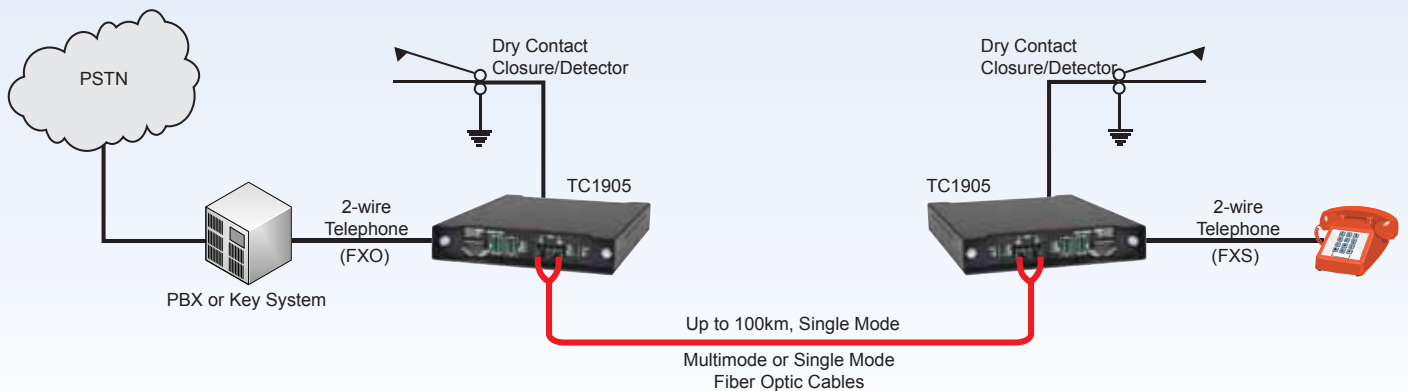 PSTN
Dry Contact
Closure/Detector
Dry Contact
Closure/Detector
TC1905
TC1905
2-wire
Telephone
(FXO)
2-wire
Telephone
(FXS)
PBX or Key System
Up to 100km, Single Mode
Multimode or Single Mode
Fiber Optic Cables